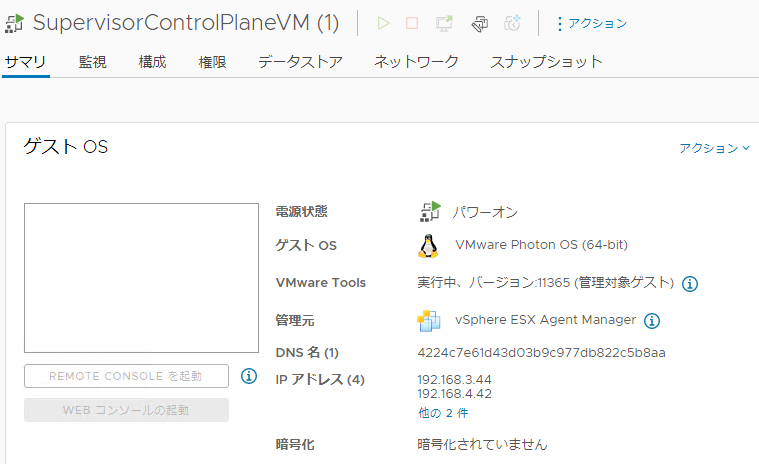 SupervisorControlPlaneVM (1)
アクション
サマリ 監視 構成 権限 データストア ネットワーク スナップショット
ゲスト OS
アクション
電源状態 パワーオン
ゲスト OS VMware Photon OS (64-bit)
VMware Tools 実行中、バージョン:11365 (管理対象ゲスト)
管理元 vSphere ESX Agent Manager
DNS 名 (1) 4224c7e61d43d03b9c977db822c5b8aa
IP アドレス (4) 192.168.3.44
192.168.4.42
他の 2 件
暗号化 暗号化されていません
REMOTE CONSOLE を起動
WEB コンソールの起動